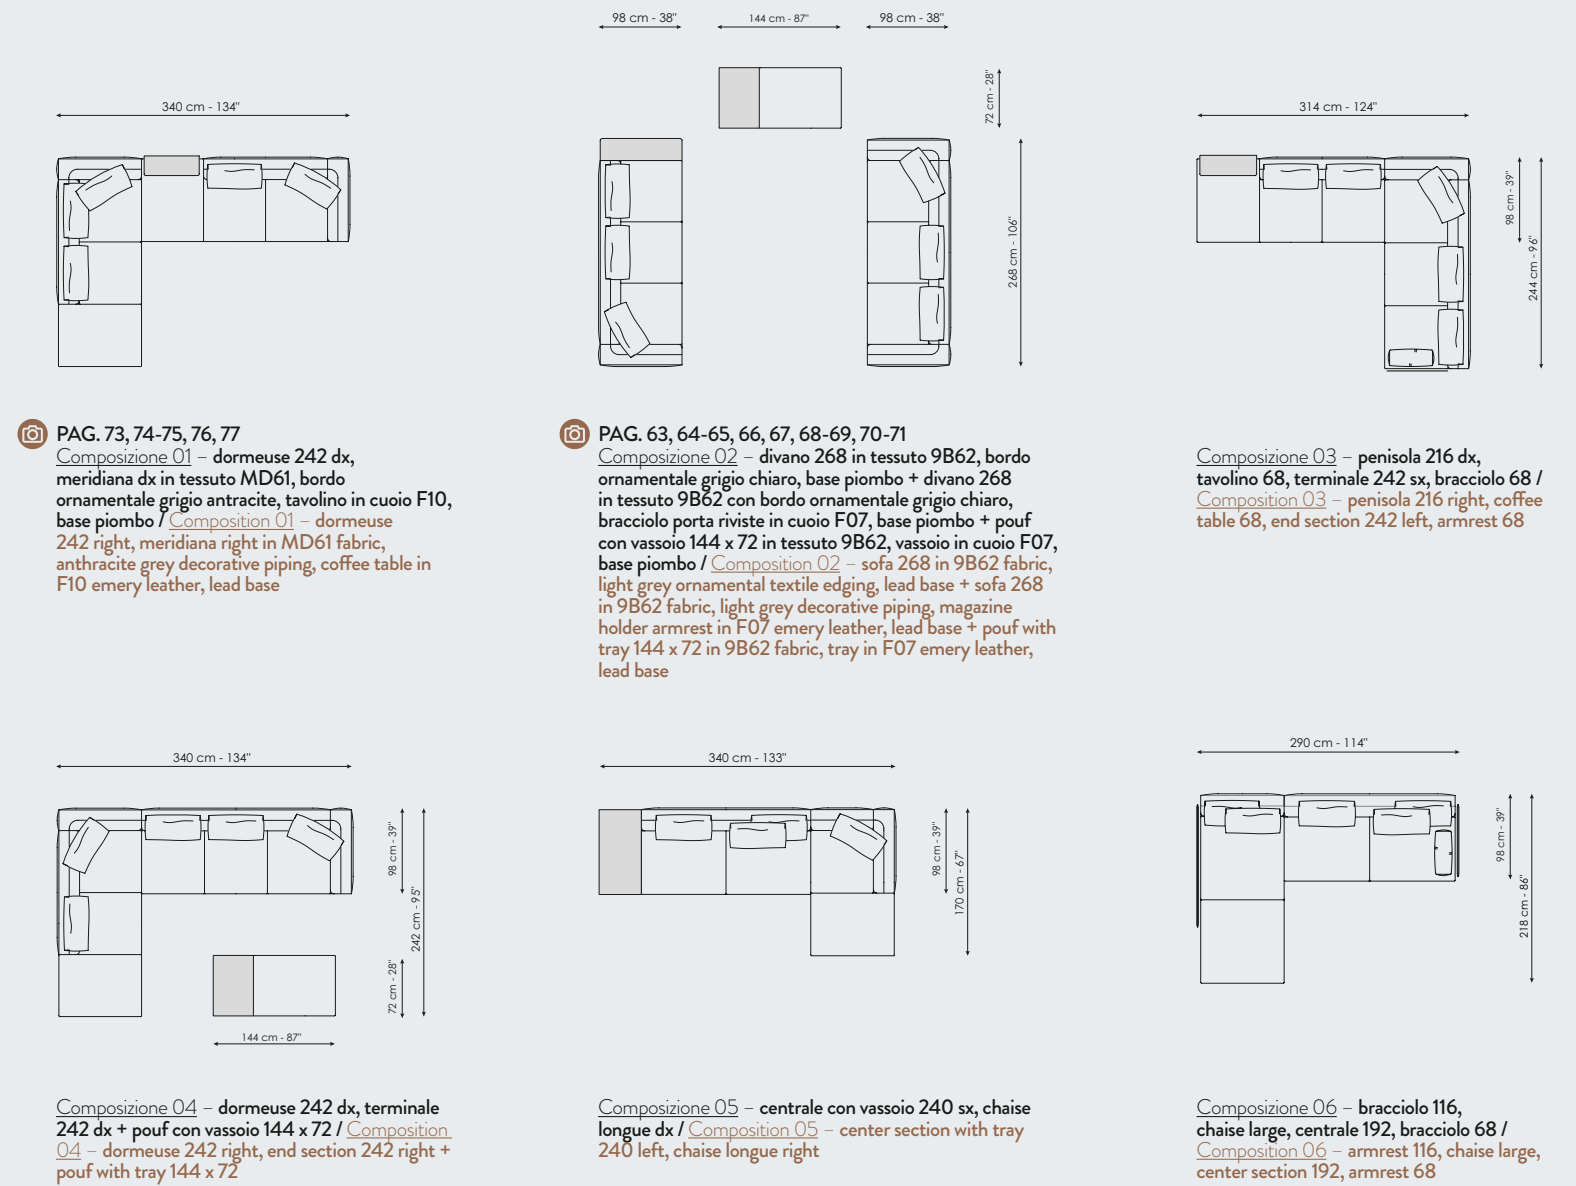 340 cm - 134"
PAG. 73, 74-75, 76, 77
Composizione 01 – dormeuse 242 dx,
meridiana dx in tessuto MD61, bordo
ornamentale grigio antracite, tavolino in cuoio F10,
base piombo / Composition 01 – dormeuse
242 right, meridiana right in MD61 fabric,
anthracite grey decorative piping, coffee table in
F10 emery leather, lead base
98 cm - 38"
144 cm - 87"
98 cm - 38"
72 cm - 28"
268 cm - 106"
PAG. 63, 64-65, 66, 67, 68-69, 70-71
Composizione 02 – divano 268 in tessuto 9B62, bordo
ornamentale grigio chiaro, base piombo + divano 268
in tessuto 9B62 con bordo ornamentale grigio chiaro,
bracciolo porta riviste in cuoio F07, base piombo + pouf
con vassoio 144 x 72 in tessuto 9B62, vassoio in cuoio F07,
base piombo / Composition 02 – sofa 268 in 9B62 fabric,
light grey ornamental textile edging, lead base + sofa 268
in 9B62 fabric, light grey decorative piping, magazine
holder armrest in F07 emery leather, lead base + pouf with
tray 144 x 72 in 9B62 fabric, tray in F07 emery leather,
lead base
314 cm - 124"
98 cm - 39"
244 cm - 96"
Composizione 03 – penisola 216 dx,
tavolino 68, terminale 242 sx, bracciolo 68 /
Composition 03 – penisola 216 right, coffee
table 68, end section 242 left, armrest 68
340 cm - 134"
98 cm - 39"
242 cm - 95"
72 cm - 28"
144 cm - 87"
Composizione 04 – dormeuse 242 dx, terminale
242 dx + pouf con vassoio 144 x 72 / Composition
04 – dormeuse 242 right, end section 242 right +
pouf with tray 144 x 72
340 cm - 133"
98 cm - 39"
170 cm - 67"
Composizione 05 – centrale con vassoio 240 sx, chaise
longue dx / Composition 05 – center section with tray
240 left, chaise longue right
290 cm - 114"
98 cm - 39"
218 cm - 86"
Composizione 06 – bracciolo 116,
chaise large, centrale 192, bracciolo 68 /
Composition 06 – armrest 116, chaise large,
center section 192, armrest 68